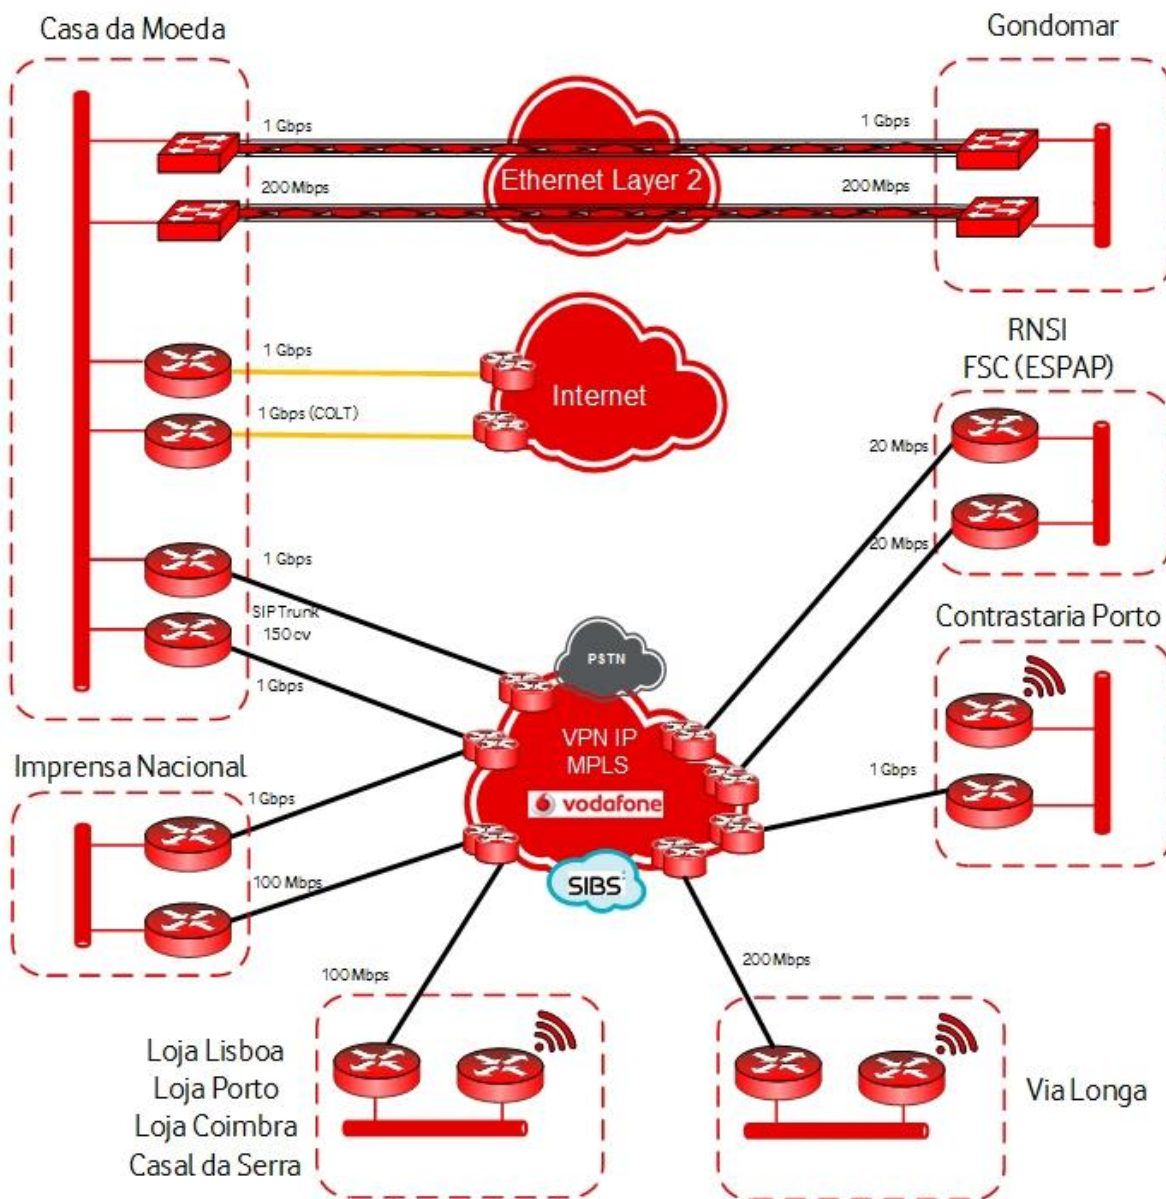 Casa da Moeda
Gondomar
1 Gbps
1 Gbps
Ethernet Layer 2
200 Mbps
200 Mbps
RNSI
FSC (ESPAP)
1 Gbps
Internet
1 Gbps (COLT)
20 Mbps
20 Mbps
1 Gbps
SIP Trunk
150 cv
1 Gbps
PSTN
Contrastaria Porto
VPN IP
MPLS
vodafone
1 Gbps
Imprensa Nacional
1 Gbps
100 Mbps
SIBS
100 Mbps
200 Mbps
Loja Lisboa
Loja Porto
Loja Coimbra
Casal da Serra
Via Longa